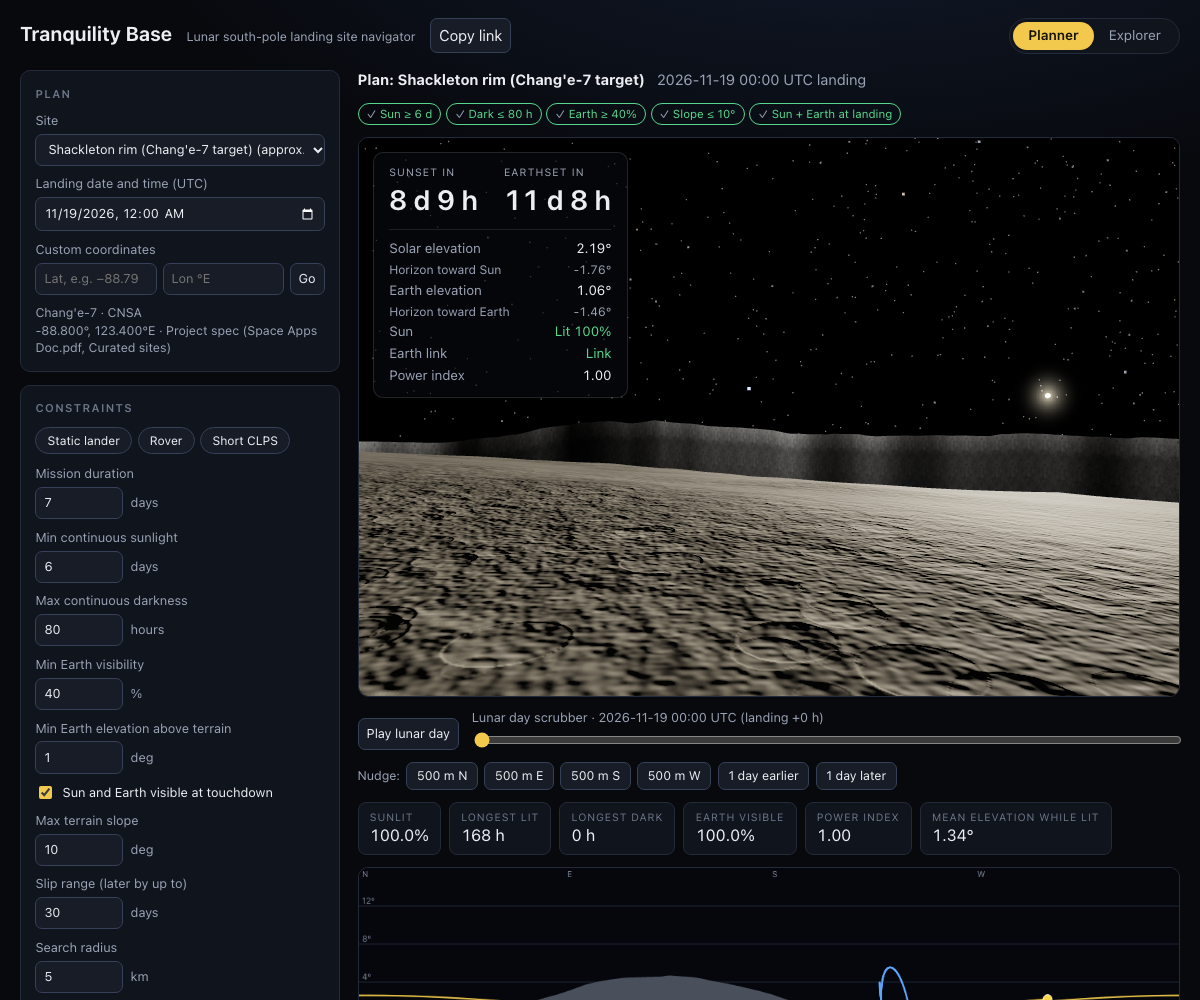 Tranquility Base
Lunar south-pole landing site navigator
Copy link
Planner
Explorer
PLAN
Site
Shackleton rim (Chang'e-7 target) (approx.
Landing date and time (UTC)
11/19/2026, 12:00 AM
Custom coordinates
Lat, e.g. −88.79
Lon °E
Go
Chang'e-7 · CNSA
-88.800°, 123.400°E · Project spec (Space Apps
Doc.pdf, Curated sites)
CONSTRAINTS
Static lander
Rover
Short CLPS
Mission duration
7 days
Min continuous sunlight
6 days
Max continuous darkness
80 hours
Min Earth visibility
40 %
Min Earth elevation above terrain
1 deg
Sun and Earth visible at touchdown
Max terrain slope
10 deg
Slip range (later by up to)
30 days
Search radius
5 km
Plan: Shackleton rim (Chang'e-7 target) 2026-11-19 00:00 UTC landing
✓ Sun ≥ 6 d
✓ Dark ≤ 80 h
✓ Earth ≥ 40%
✓ Slope ≤ 10°
✓ Sun + Earth at landing
SUNSET IN
8 d 9 h
EARTHSET IN
11 d 8 h
Solar elevation 2.19°
Horizon toward Sun -1.76°
Earth elevation 1.06°
Horizon toward Earth -1.46°
Sun Lit 100%
Earth link Link
Power index 1.00
Play lunar day
Lunar day scrubber · 2026-11-19 00:00 UTC (landing +0 h)
Nudge:
500 m N
500 m E
500 m S
500 m W
1 day earlier
1 day later
SUNLIT
100.0%
LONGEST LIT
168 h
LONGEST DARK
0 h
EARTH VISIBLE
100.0%
POWER INDEX
1.00
MEAN ELEVATION WHILE LIT
1.34°
N E S W
12°
8°
4°